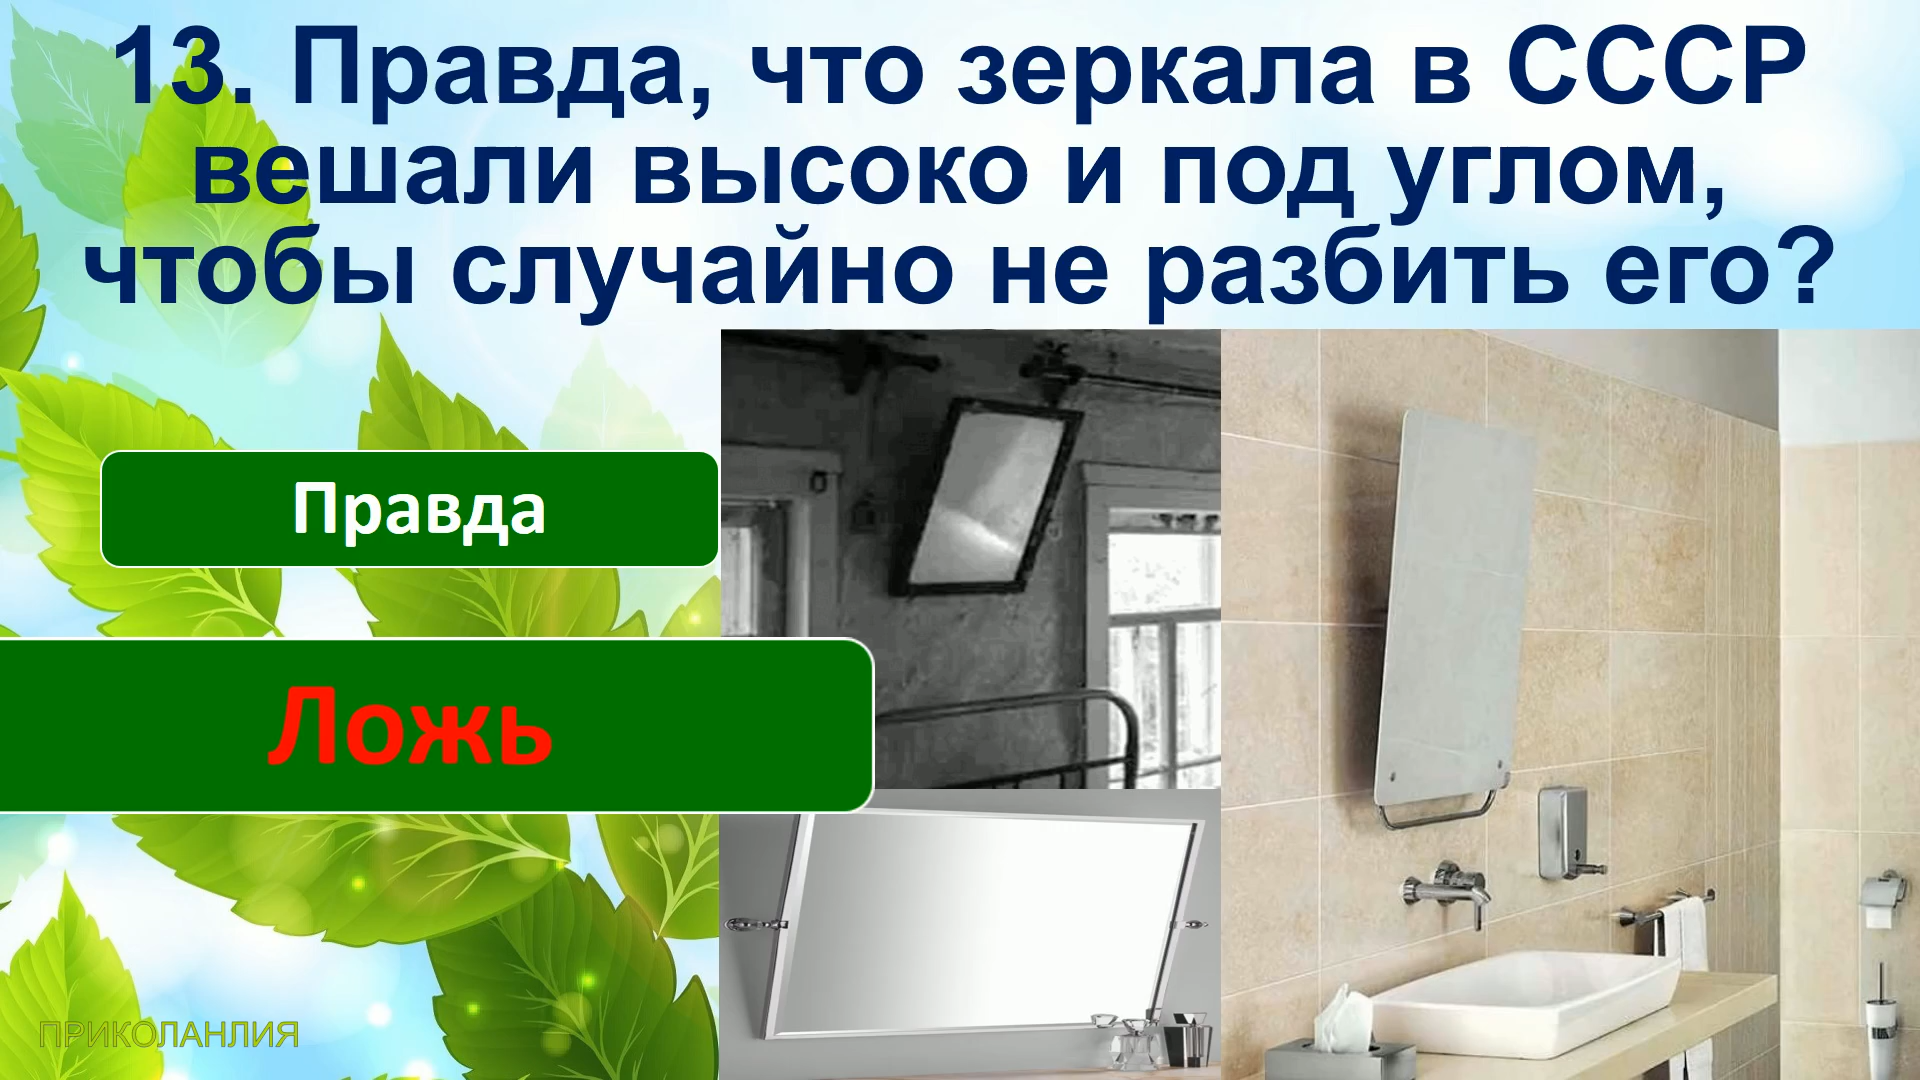 13. Правда, что зеркала в СССР
вешали высоко и под углом,
чтобы случайно не разбить его?
Правда
Ложь
ПРИКОЛАНЛИЯ